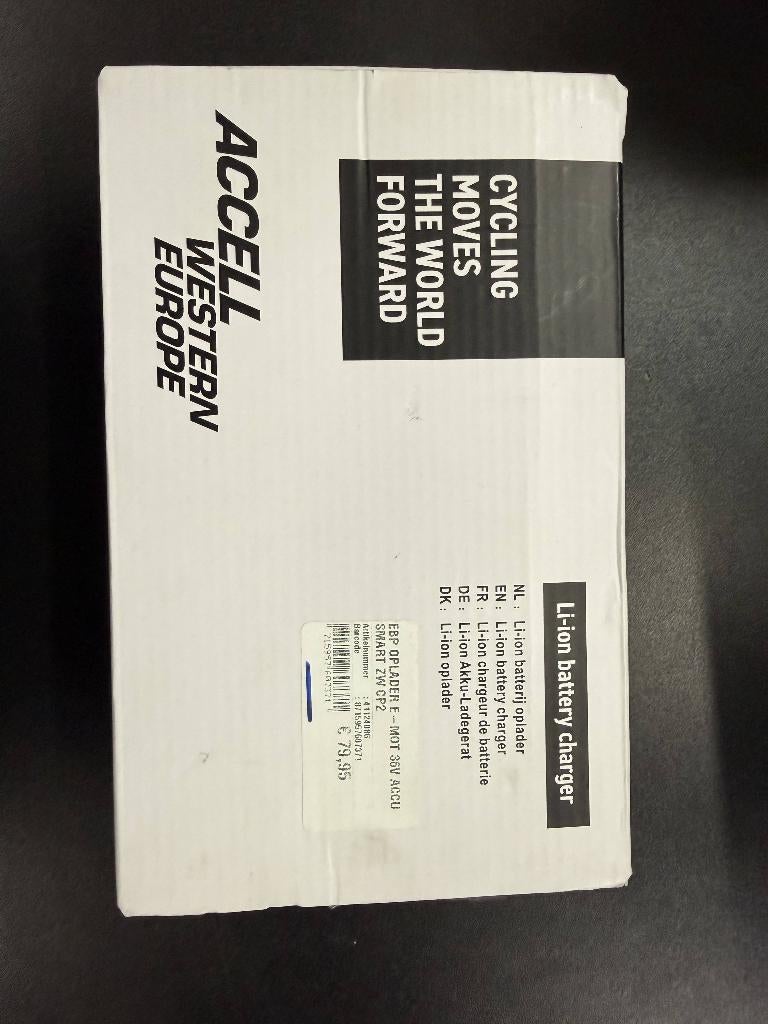 CYCLING
MOVES
THE WORLD
FORWARD
ACCELL
WESTERN
EUROPE
Li-ion battery charger
NL : Li-ion batterij oplader
EN : Li-ion battery charger
FR : Li-ion chargeur de batterie
DE : Li-ion Akku-Ladegerat
DK : Li-ion oplader
EBP OPLADER E-MOT 36V ACCU
SMART ZW CP2
Artikelnummer : 41124086
Barcode : 8715957607371
€ 79,95